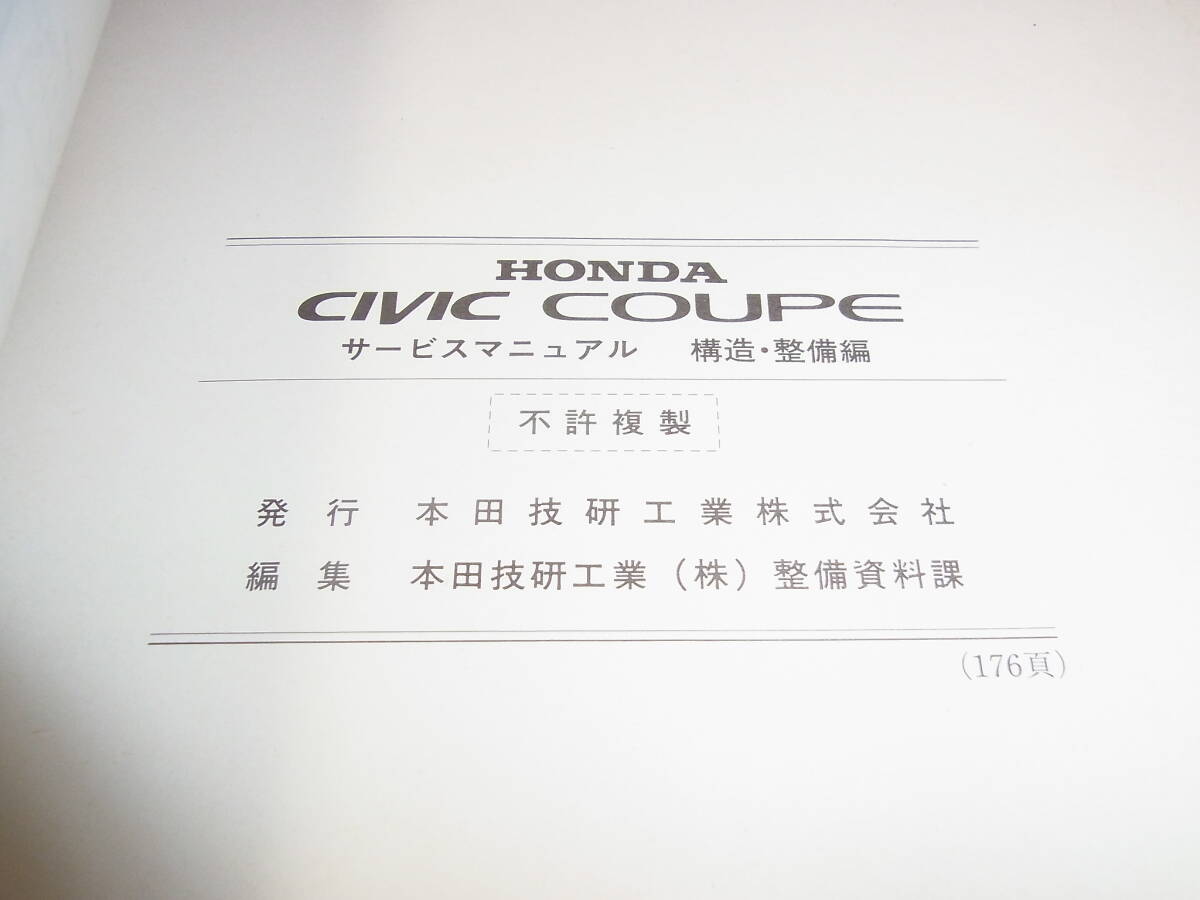 HONDA
CIVIC COUPE
サービスマニュアル　構造・整備編
不許複製
発行　本田技研工業株式会社
編集　本田技研工業（株）整備資料課
(176頁)